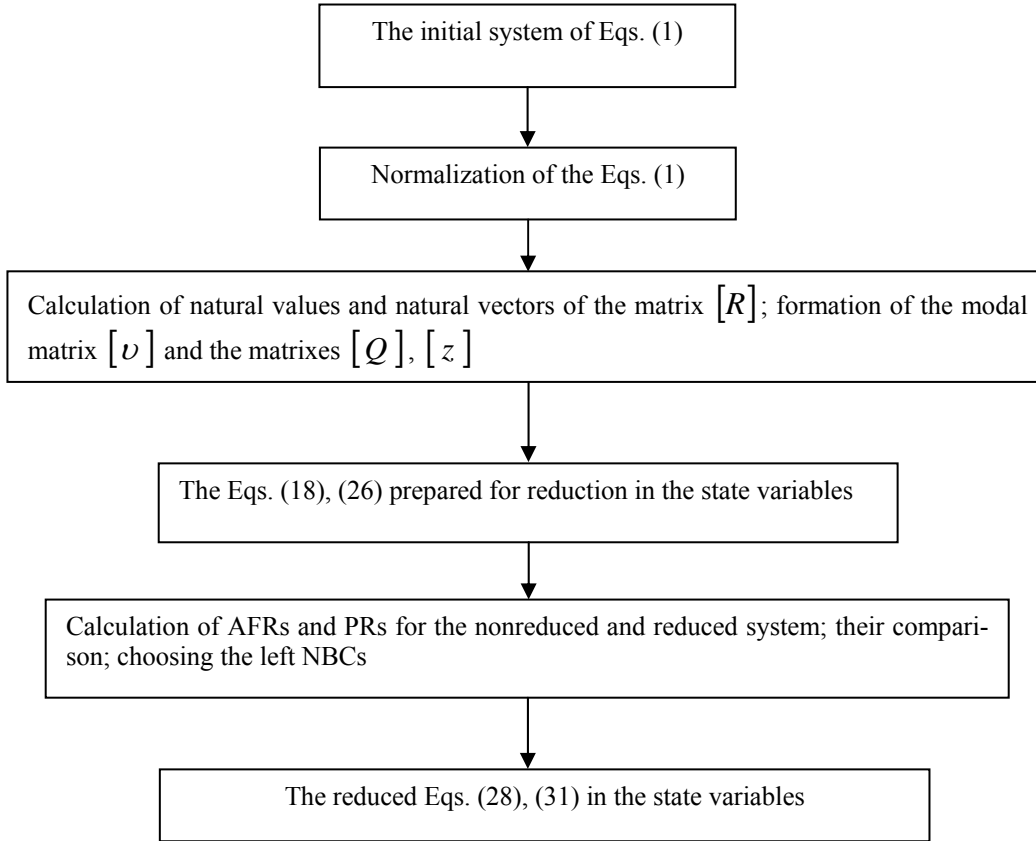 The initial system of Eqs. (1)
Normalization of the Eqs. (1)
Calculation of natural values and natural vectors of the matrix [R]; formation of the modal
matrix [υ] and the matrixes [Q], [z]
The Eqs. (18), (26) prepared for reduction in the state variables
Calculation of AFRs and PRs for the nonreduced and reduced system; their compari-
son; choosing the left NBCs
The reduced Eqs. (28), (31) in the state variables